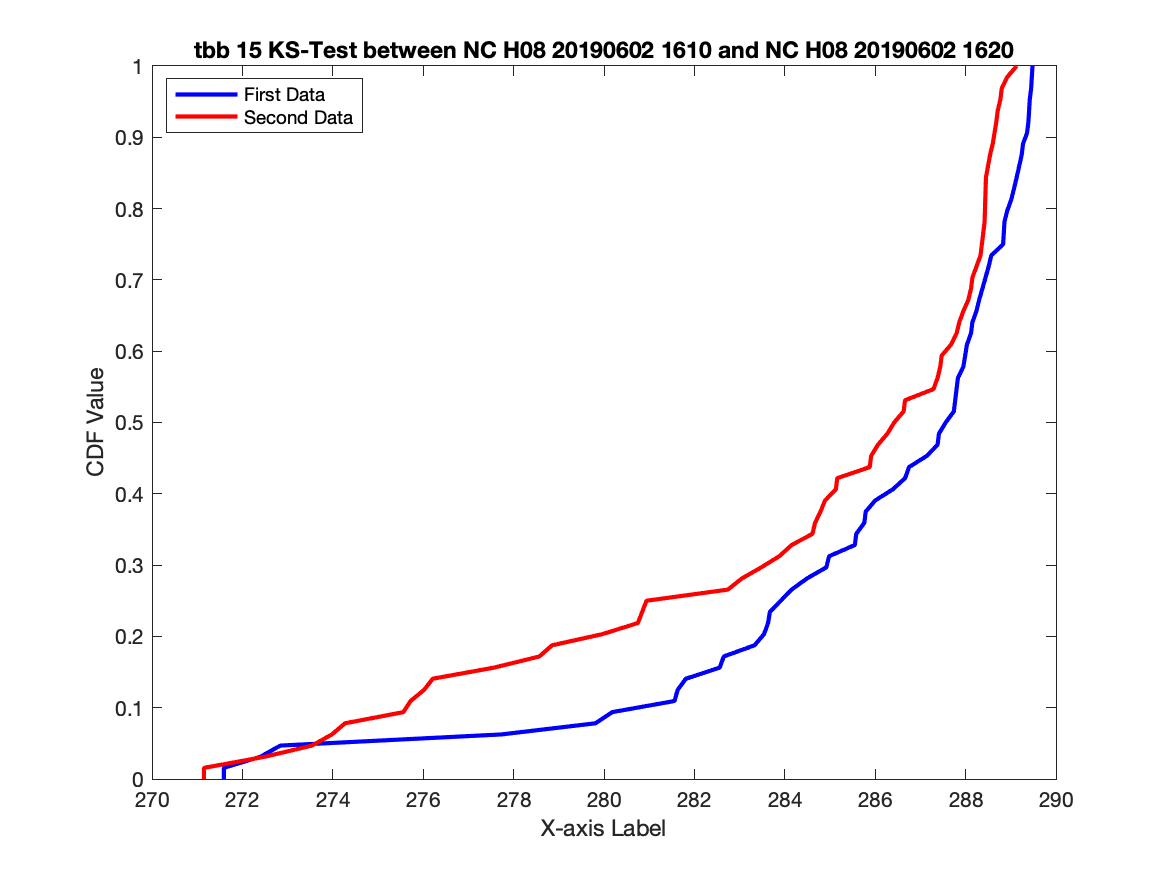 tbb 15 KS-Test between NC H08 20190602 1610 and NC H08 20190602 1620
First Data
Second Data
1
0.9
0.8
0.7
0.6
0.5
0.4
0.3
0.2
0.1
0
CDF Value
270 272 274 276 278 280 282 284 286 288 290
X-axis Label